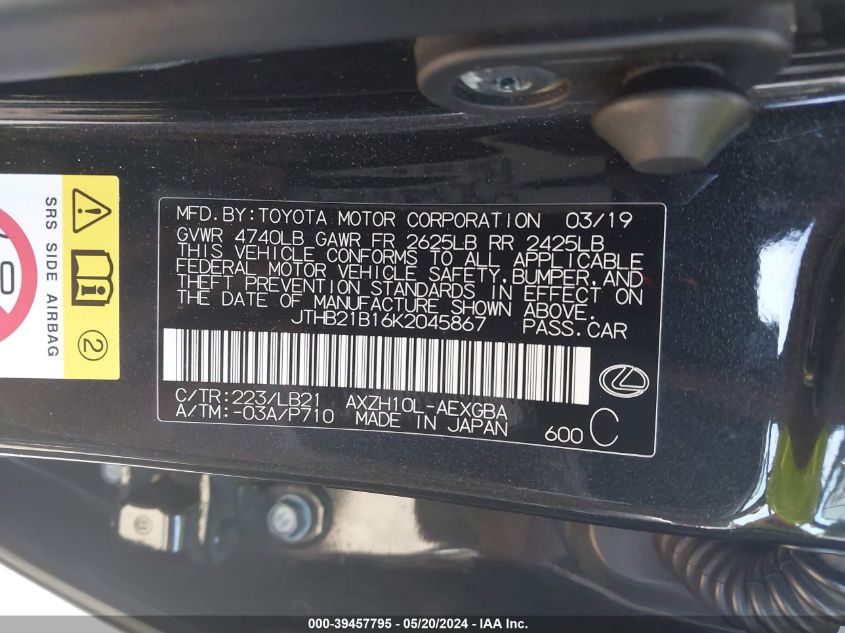 MFD.BY:TOYOTA MOTOR CORPORATION 03/19
GVWR 4740LB GAWR FR 2625LB RR 2425LB
THIS VEHICLE CONFORMS TO ALL APPLICABLE
FEDERAL MOTOR VEHICLE SAFETY,BUMPER,AND
THEFT PREVENTION STANDARDS IN EFFECT ON
THE DATE OF MANUFACTURE SHOWN ABOVE.
JTHB21B16K2045867 PASS.CAR
C/TR:223/LB21 AXZH10L-AEXGBA
A/TM:-03A/P710 MADE IN JAPAN 600 C
SRS SIDE AIRBAG
2
000-39457795 - 05/20/2024 - IAA Inc.